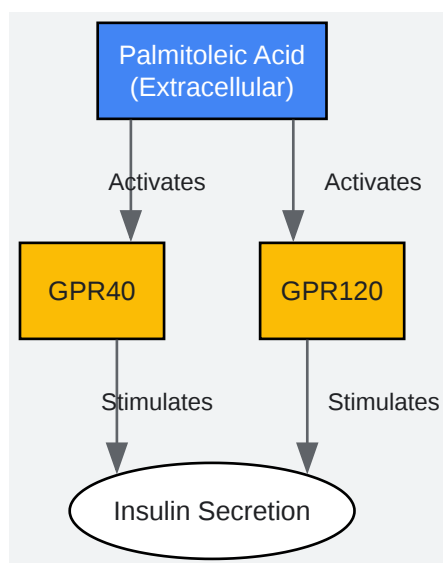 Palmitoleic Acid
(Extracellular)
Activates
Activates
GPR40
GPR120
Stimulates
Stimulates
Insulin Secretion